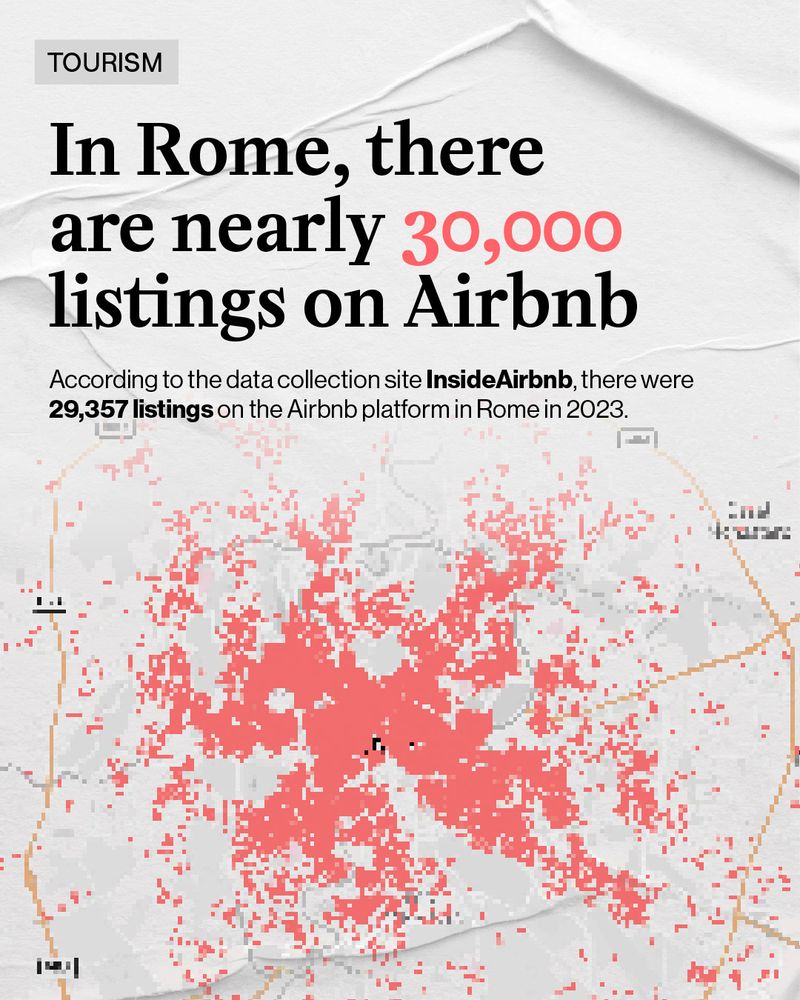 TOURISM
In Rome, there
are nearly 30,000
listings on Airbnb
According to the data collection site InsideAirbnb, there were
29,357 listings on the Airbnb platform in Rome in 2023.